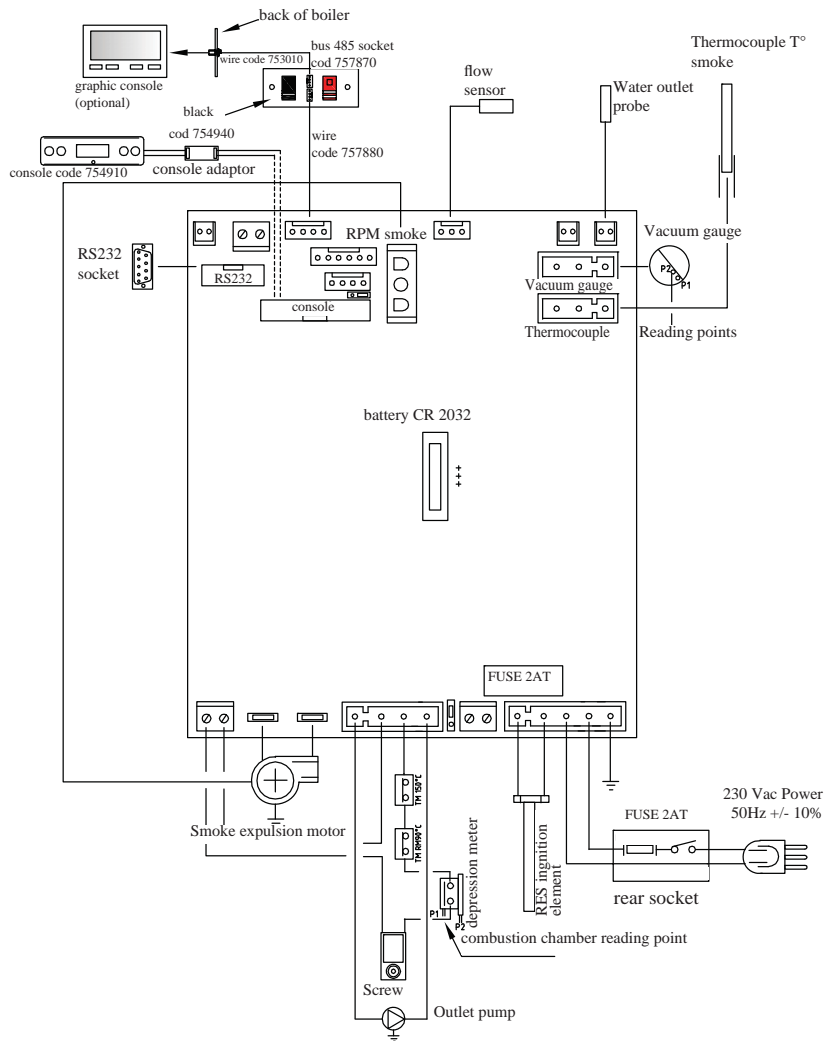 back of boiler
wire code 753010
bus 485 socket
cod 757870
graphic console
(optional)
black
cod 754940
wire
code 757880
console code 754910
console adaptor
flow
sensor
Water outlet
probe
Thermocouple T°
smoke
RS232
socket
RS232
RPM smoke
console
Vacuum gauge
Vacuum gauge
P2
P1
Thermocouple
Reading points
battery CR 2032
+++
FUSE 2AT
Smoke expulsion motor
TM 150°C
TM RM90°C
depression meter
P1
P2
combustion chamber reading point
RES ingnition
element
FUSE 2AT
rear socket
230 Vac Power
50Hz +/- 10%
Screw
Outlet pump